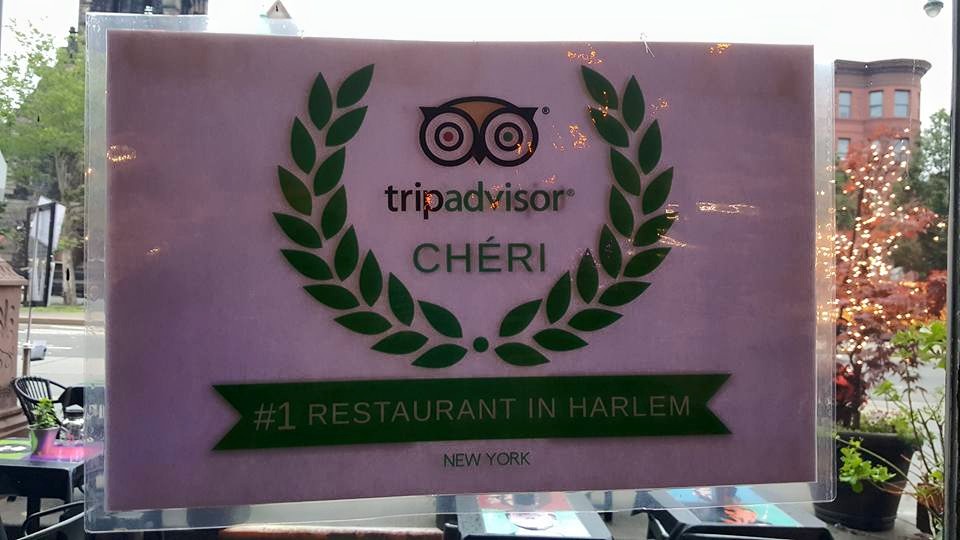 tripadvisor®
CHÉRI
#1 RESTAURANT IN HARLEM
NEW YORK